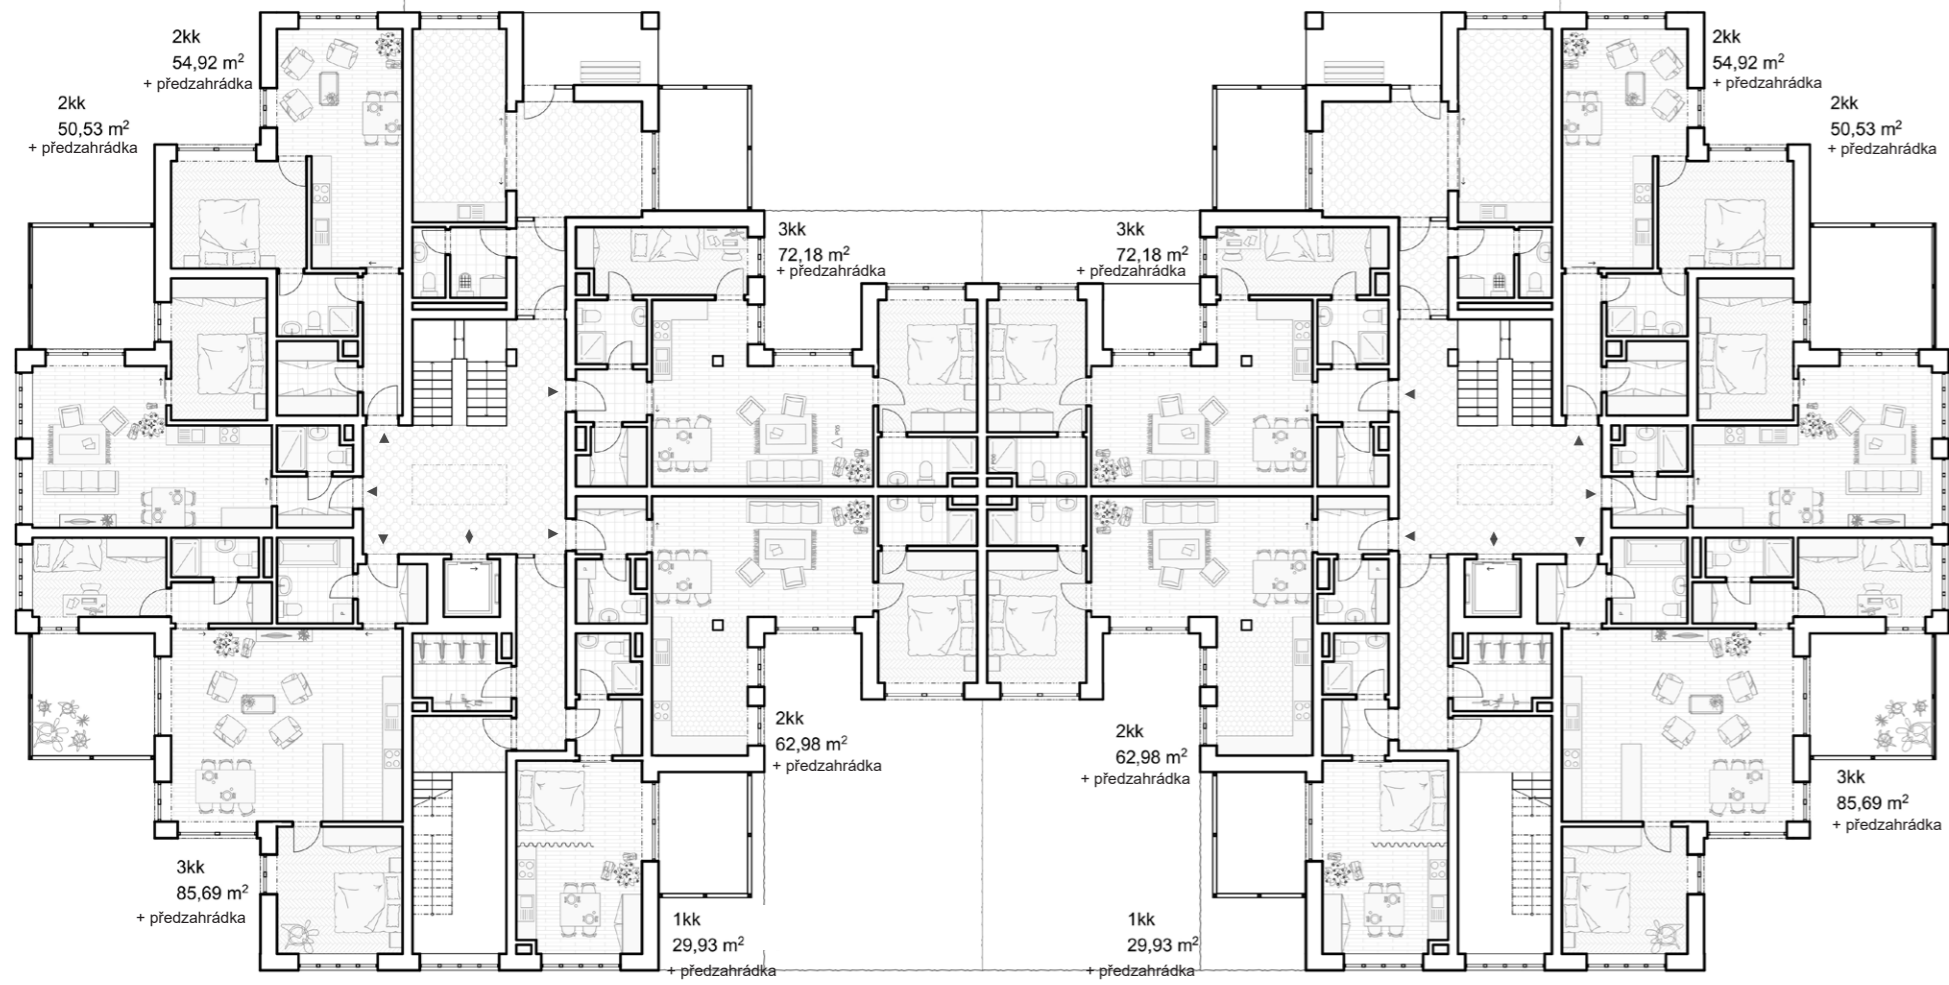 2kk
54,92 m²
+ předzahrádka
2kk
50,53 m²
+ předzahrádka
3kk
72,18 m²
+ předzahrádka
2kk
62,98 m²
+ předzahrádka
3kk
85,69 m²
+ předzahrádka
1kk
29,93 m²
+ předzahrádka
2kk
54,92 m²
+ předzahrádka
2kk
50,53 m²
+ předzahrádka
3kk
72,18 m²
+ předzahrádka
2kk
62,98 m²
+ předzahrádka
3kk
85,69 m²
+ předzahrádka
1kk
29,93 m²
+ předzahrádka